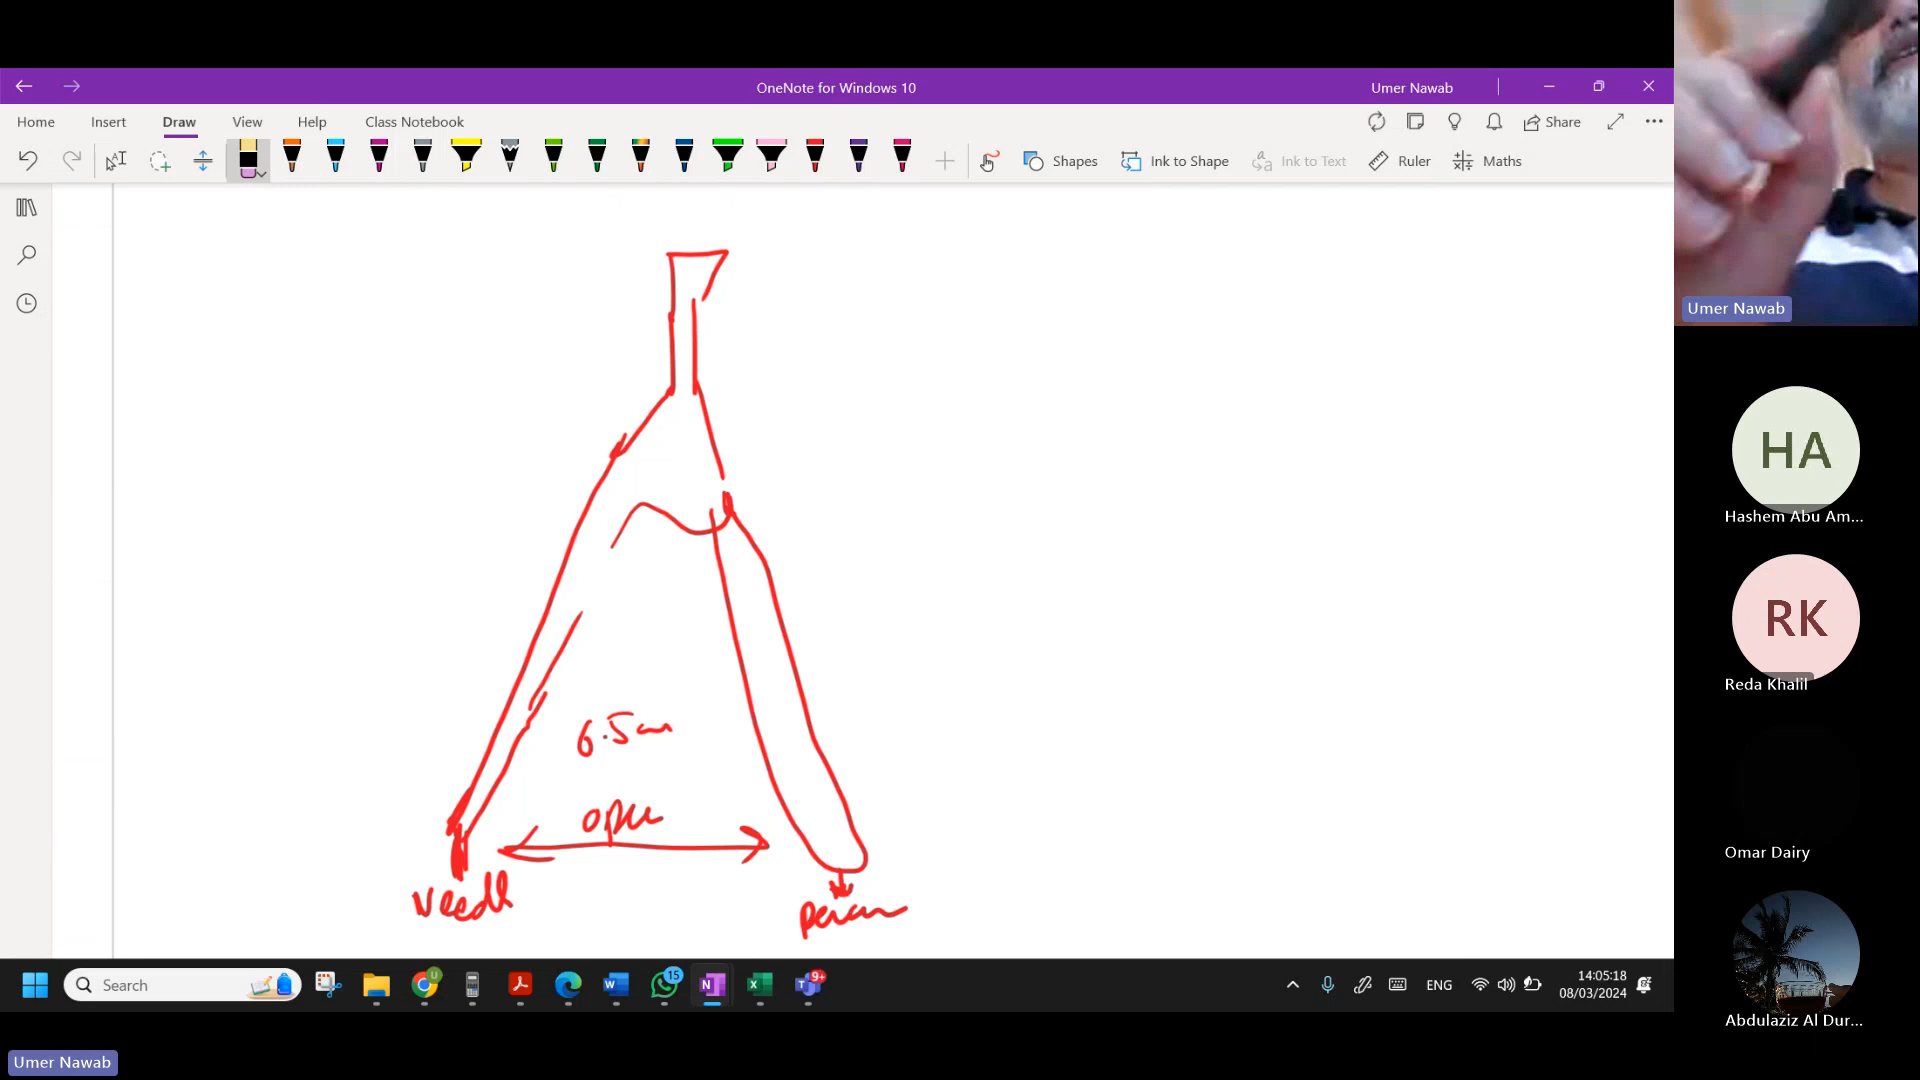 OneNote for Windows 10
Umer Nawab
Home
Insert
Draw
View
Help
Class Notebook
Share
Shapes
Ink to Shape
Ink to Text
Ruler
Maths
Umer Nawab
HA
Hashem Abu Am...
RK
Reda Khalil
6.5cm
Needle
Omar Dairy
Abdulaziz Al Dur...
Search
U
W
15
N
X
9+
ENG
14:05:18
08/03/2024
Umer Nawab